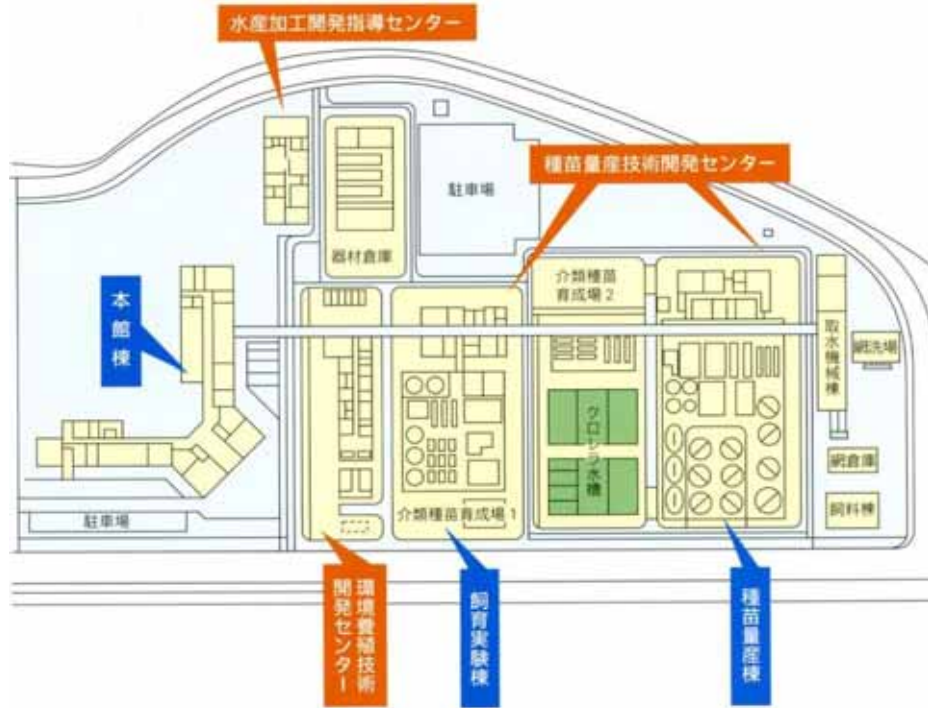 水産加工開発指導センター
種苗量産技術開発センター
駐車場
器材倉庫
介類種苗
育成場2
本館棟
取水機械棟
網洗場
クロレラ水槽
網倉庫
飼料棟
駐車場
介類種苗育成場1
環境養殖技術
開発センター
飼育実験棟
種苗量産棟